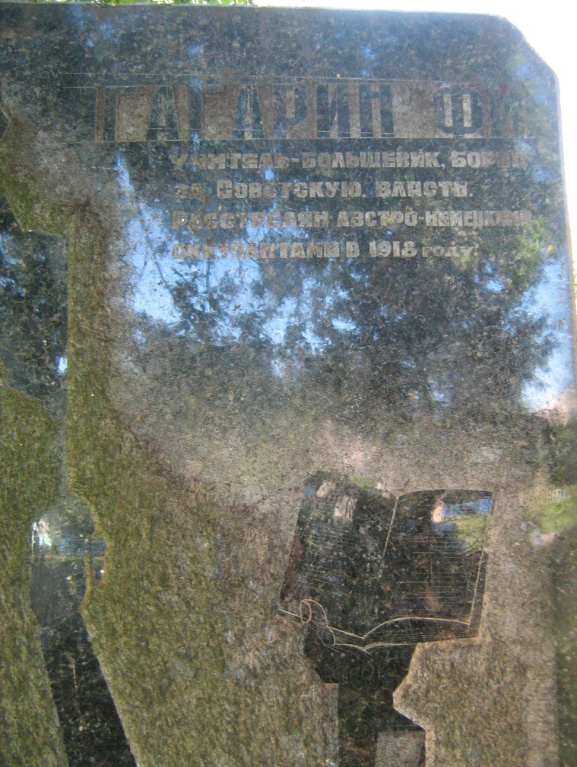 ГАГАРИН Ф.
УЧИТЕЛЬ-БОЛЬШЕВИК, БОРЕЦ
ЗА СОВЕТСКУЮ ВЛАСТЬ.
РАССТРЕЛЯН АВСТРО-НЕМЕЦКИМИ
ОККУПАНТАМИ В 1918 ГОДУ.